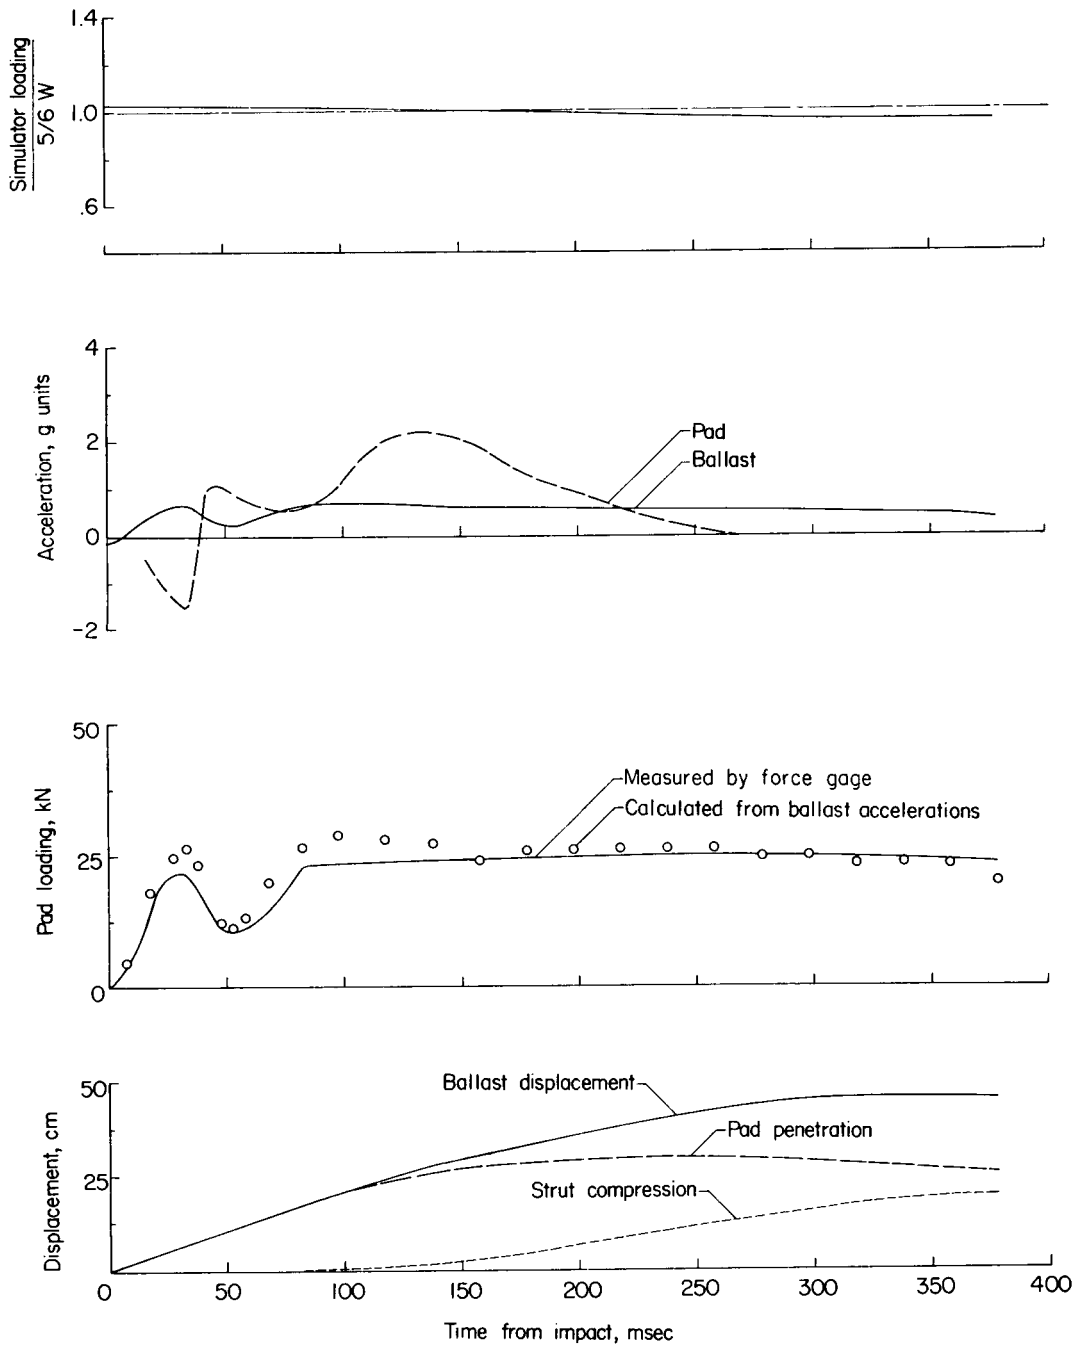 1.4
1.0
.6
Simulator loading
5/6 W
4
2
0
-2
Acceleration, g units
Pad
Ballast
50
25
0
Pad loading, kN
Measured by force gage
Calculated from ballast accelerations
50
25
Displacement, cm
Ballast displacement
Pad penetration
Strut compression
0 50 100 150 200 250 300 350 400
Time from impact, msec